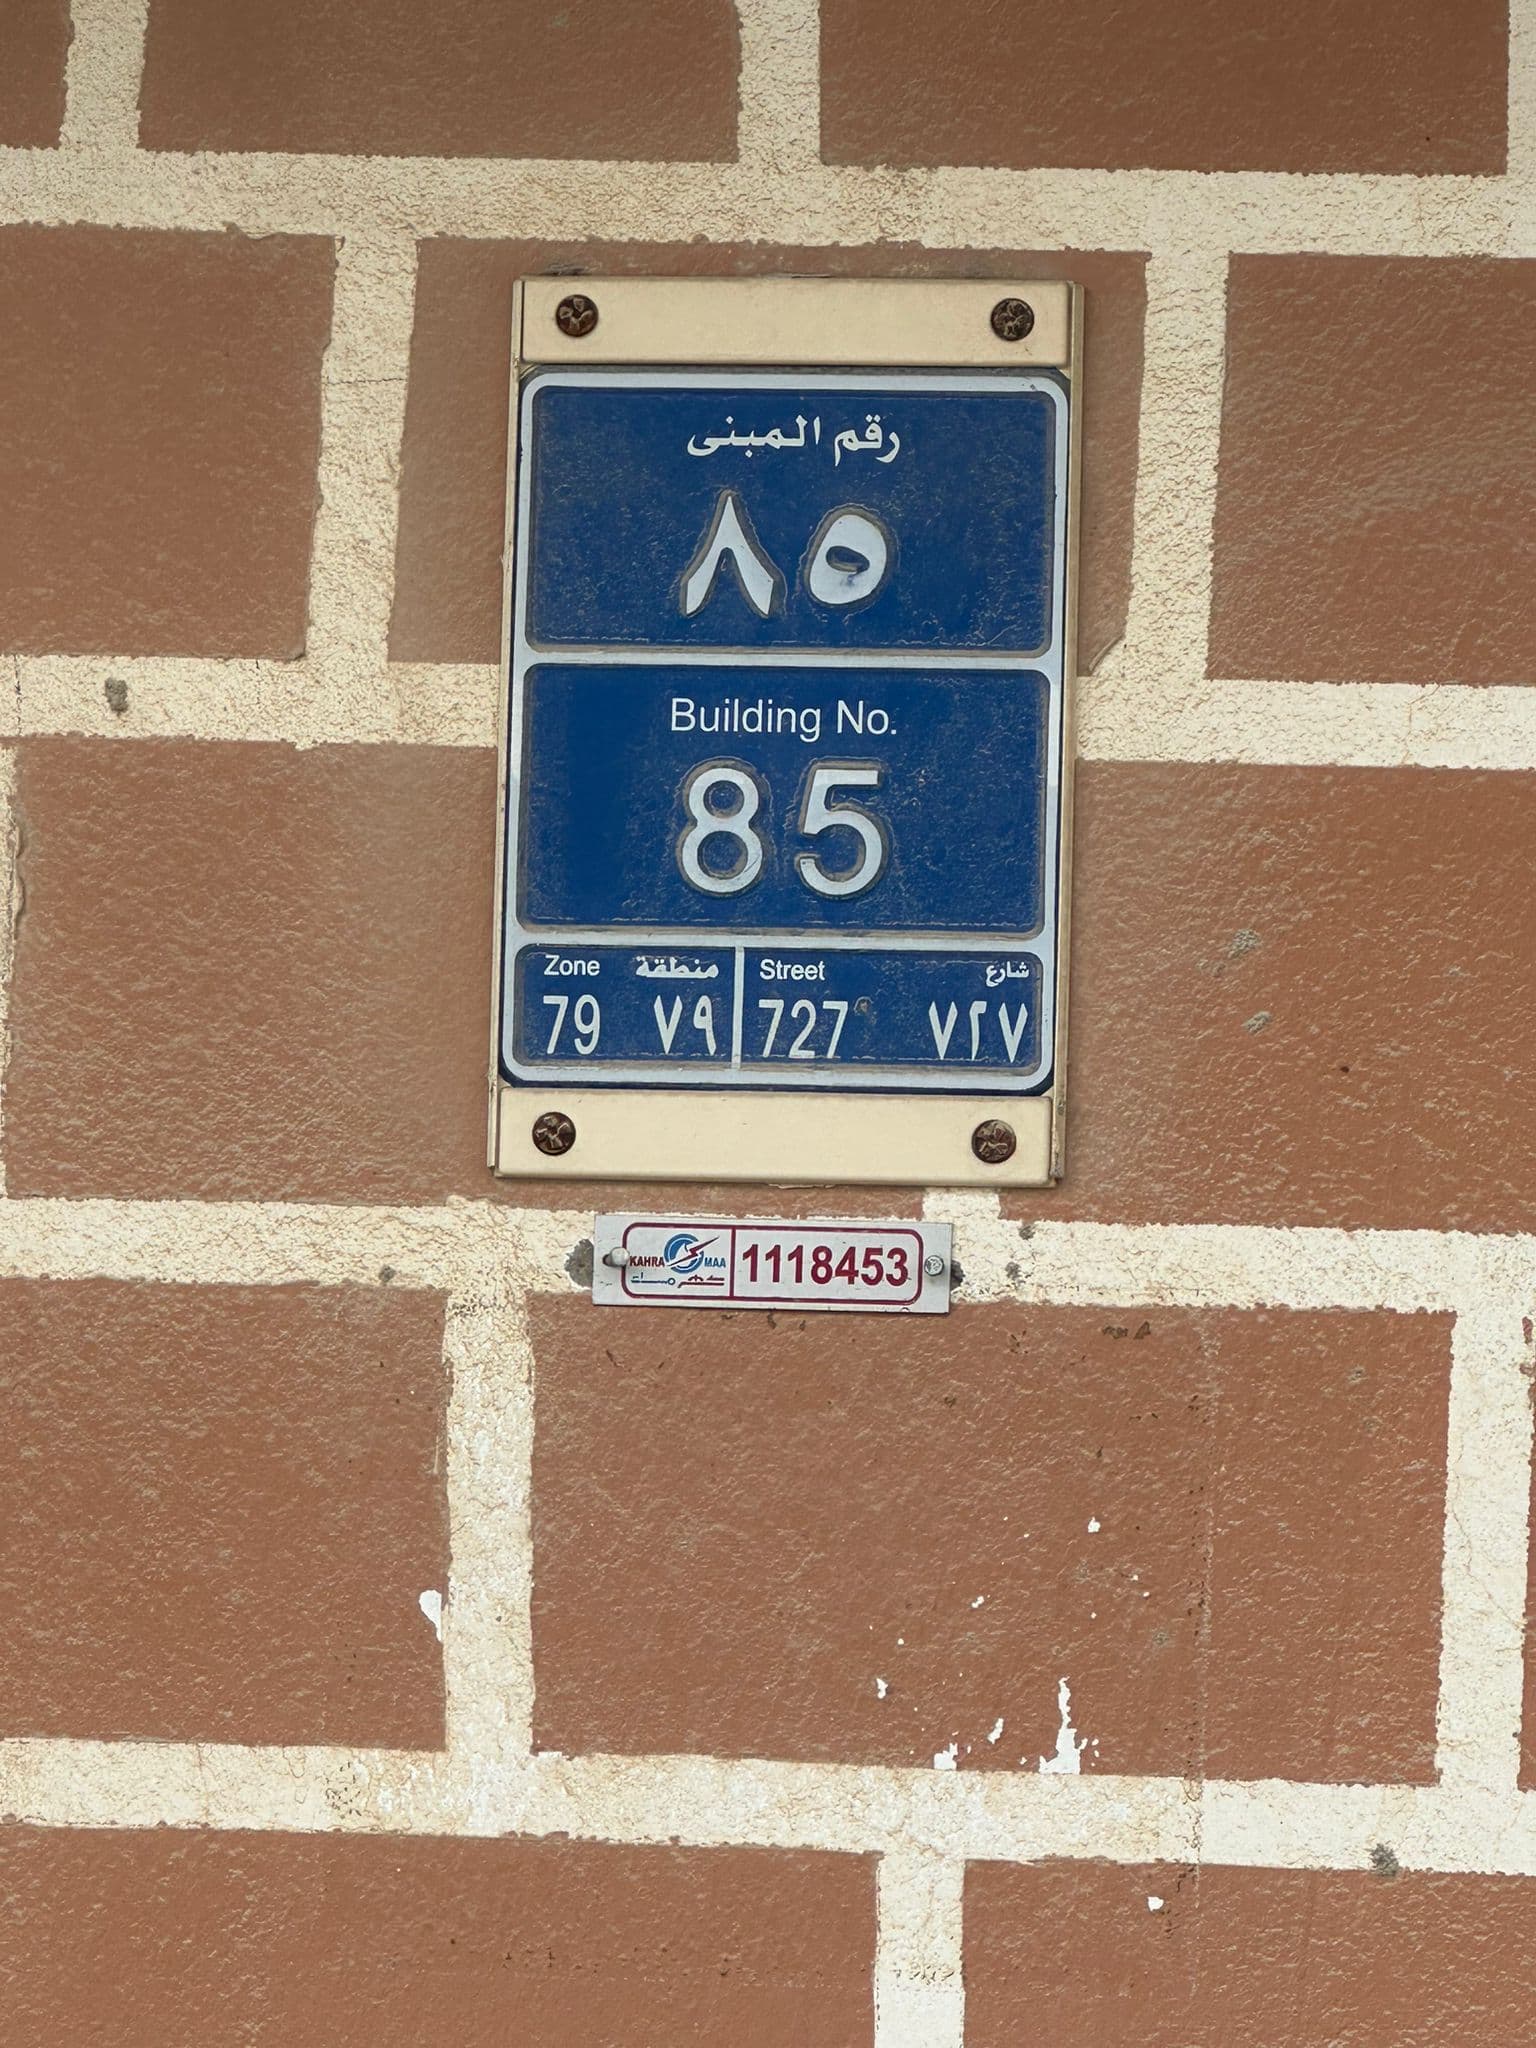 رقم المبنى
٨٥
Building No.
85
Zone منطقة
79 ٧٩
Street شارع
727 ٧٢٧
KAHRAMAA 1118453
كهرماء